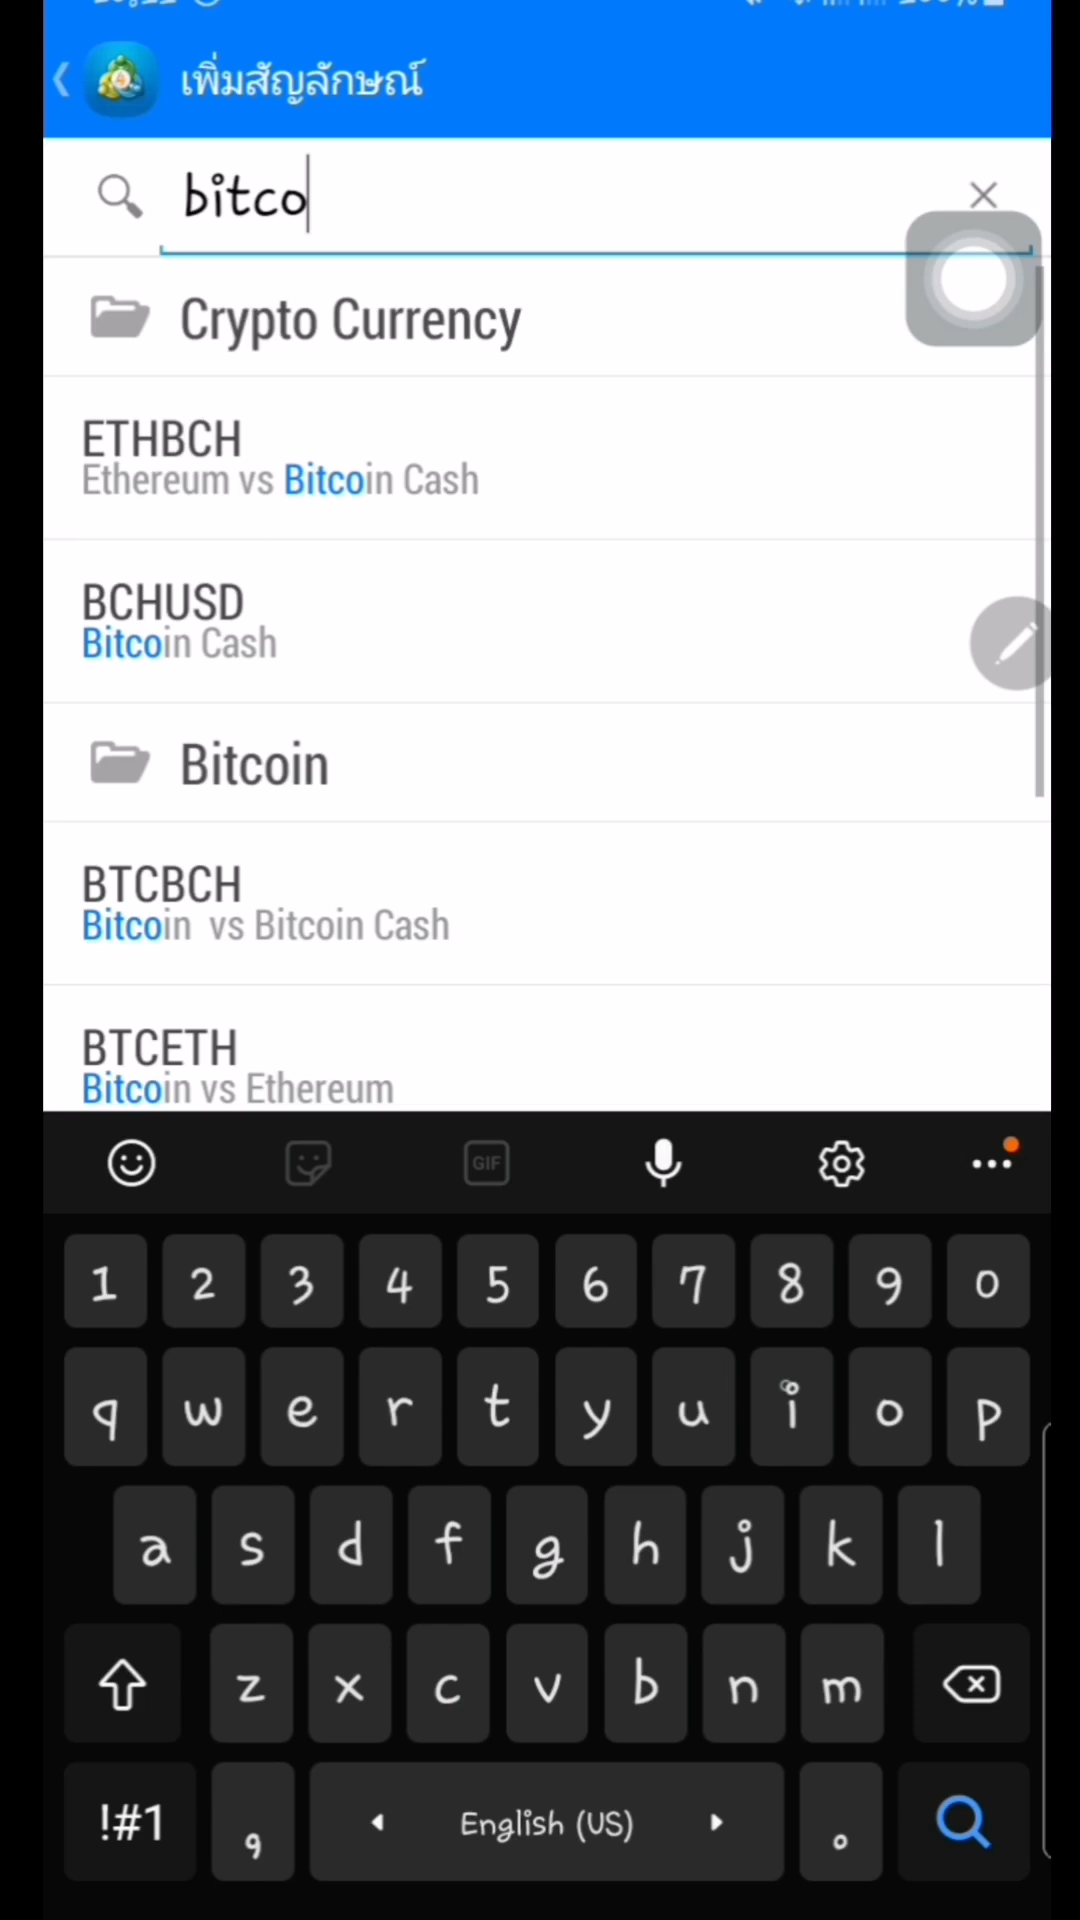 เพิ่มสัญลักษณ์
bitco
Crypto Currency
ETHBCH
Ethereum vs Bitcoin Cash
BCHUSD
Bitcoin Cash
Bitcoin
BTCBCH
Bitcoin vs Bitcoin Cash
BTCETH
Bitcoin vs Ethereum
GIF
1 2 3 4 5 6 7 8 9 0
q w e r t y u i o p
a s d f g h j k l
z x c v b n m
!#1 , English (US) .